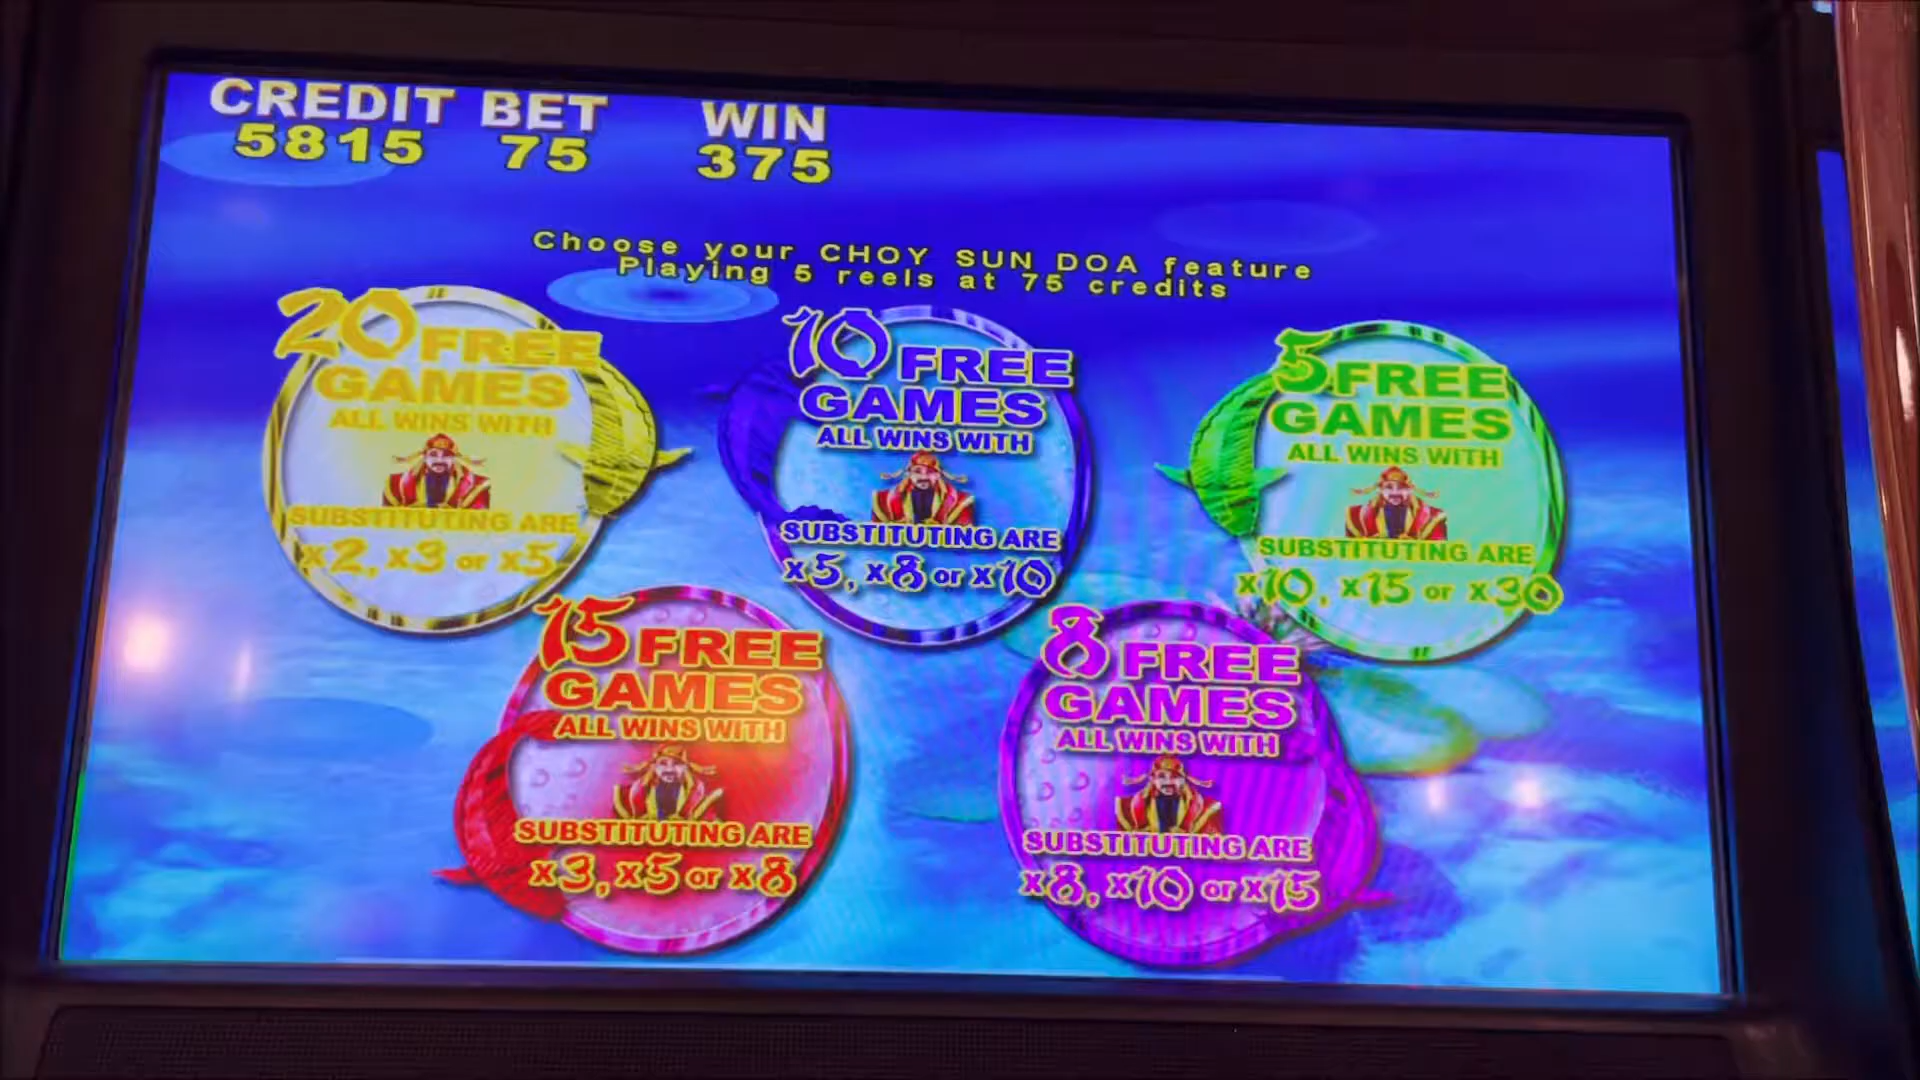 CREDIT BET WIN
5815 75 375
Choose your CHOY SUN DOA feature
Playing 5 reels at 75 credits
20 FREE
GAMES
ALL WINS WITH
SUBSTITUTING ARE
x2, x3 or x5
10 FREE
GAMES
ALL WINS WITH
SUBSTITUTING ARE
x5, x8 or x10
5 FREE
GAMES
ALL WINS WITH
SUBSTITUTING ARE
x10, x15 or x30
15 FREE
GAMES
ALL WINS WITH
SUBSTITUTING ARE
x3, x5 or x8
8 FREE
GAMES
ALL WINS WITH
SUBSTITUTING ARE
x8, x10 or x15